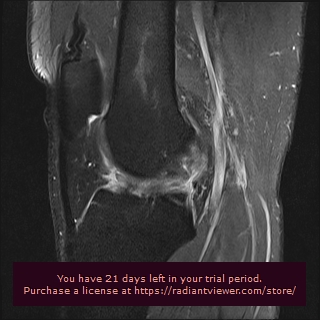 You have 21 days left in your trial period.
Purchase a license at https://radiantviewer.com/store/